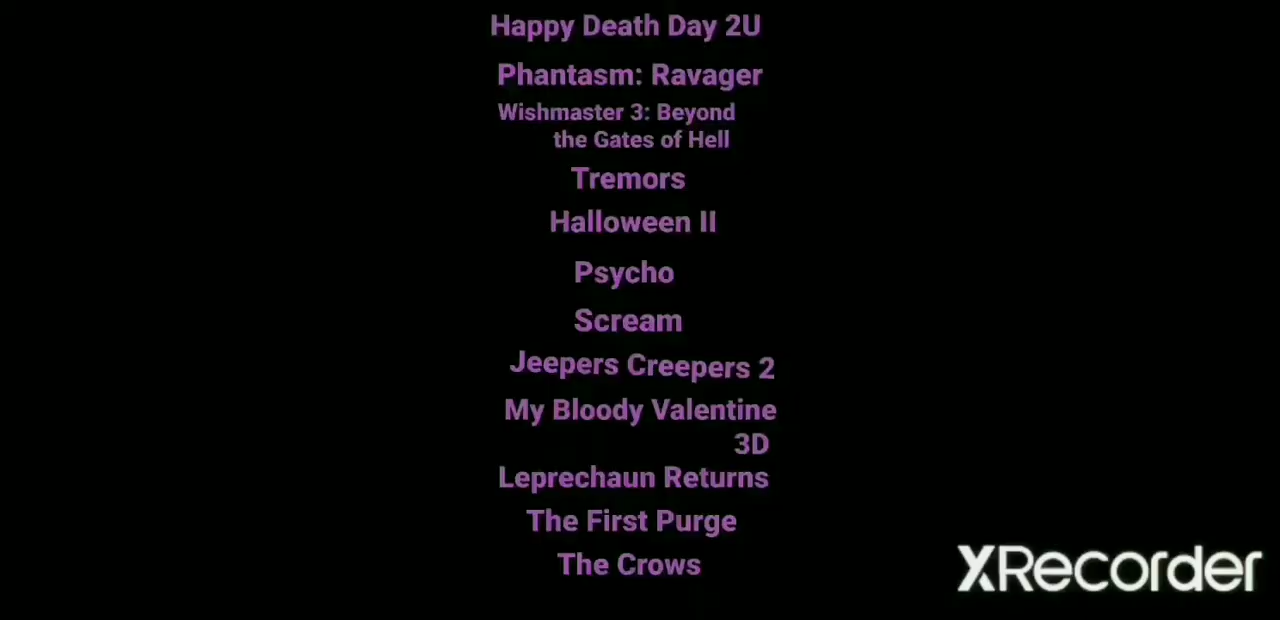 Happy Death Day 2U
Phantasm: Ravager
Wishmaster 3: Beyond
the Gates of Hell
Tremors
Halloween II
Psycho
Scream
Jeepers Creepers 2
My Bloody Valentine
3D
Leprechaun Returns
The First Purge
The Crows
XRecorder